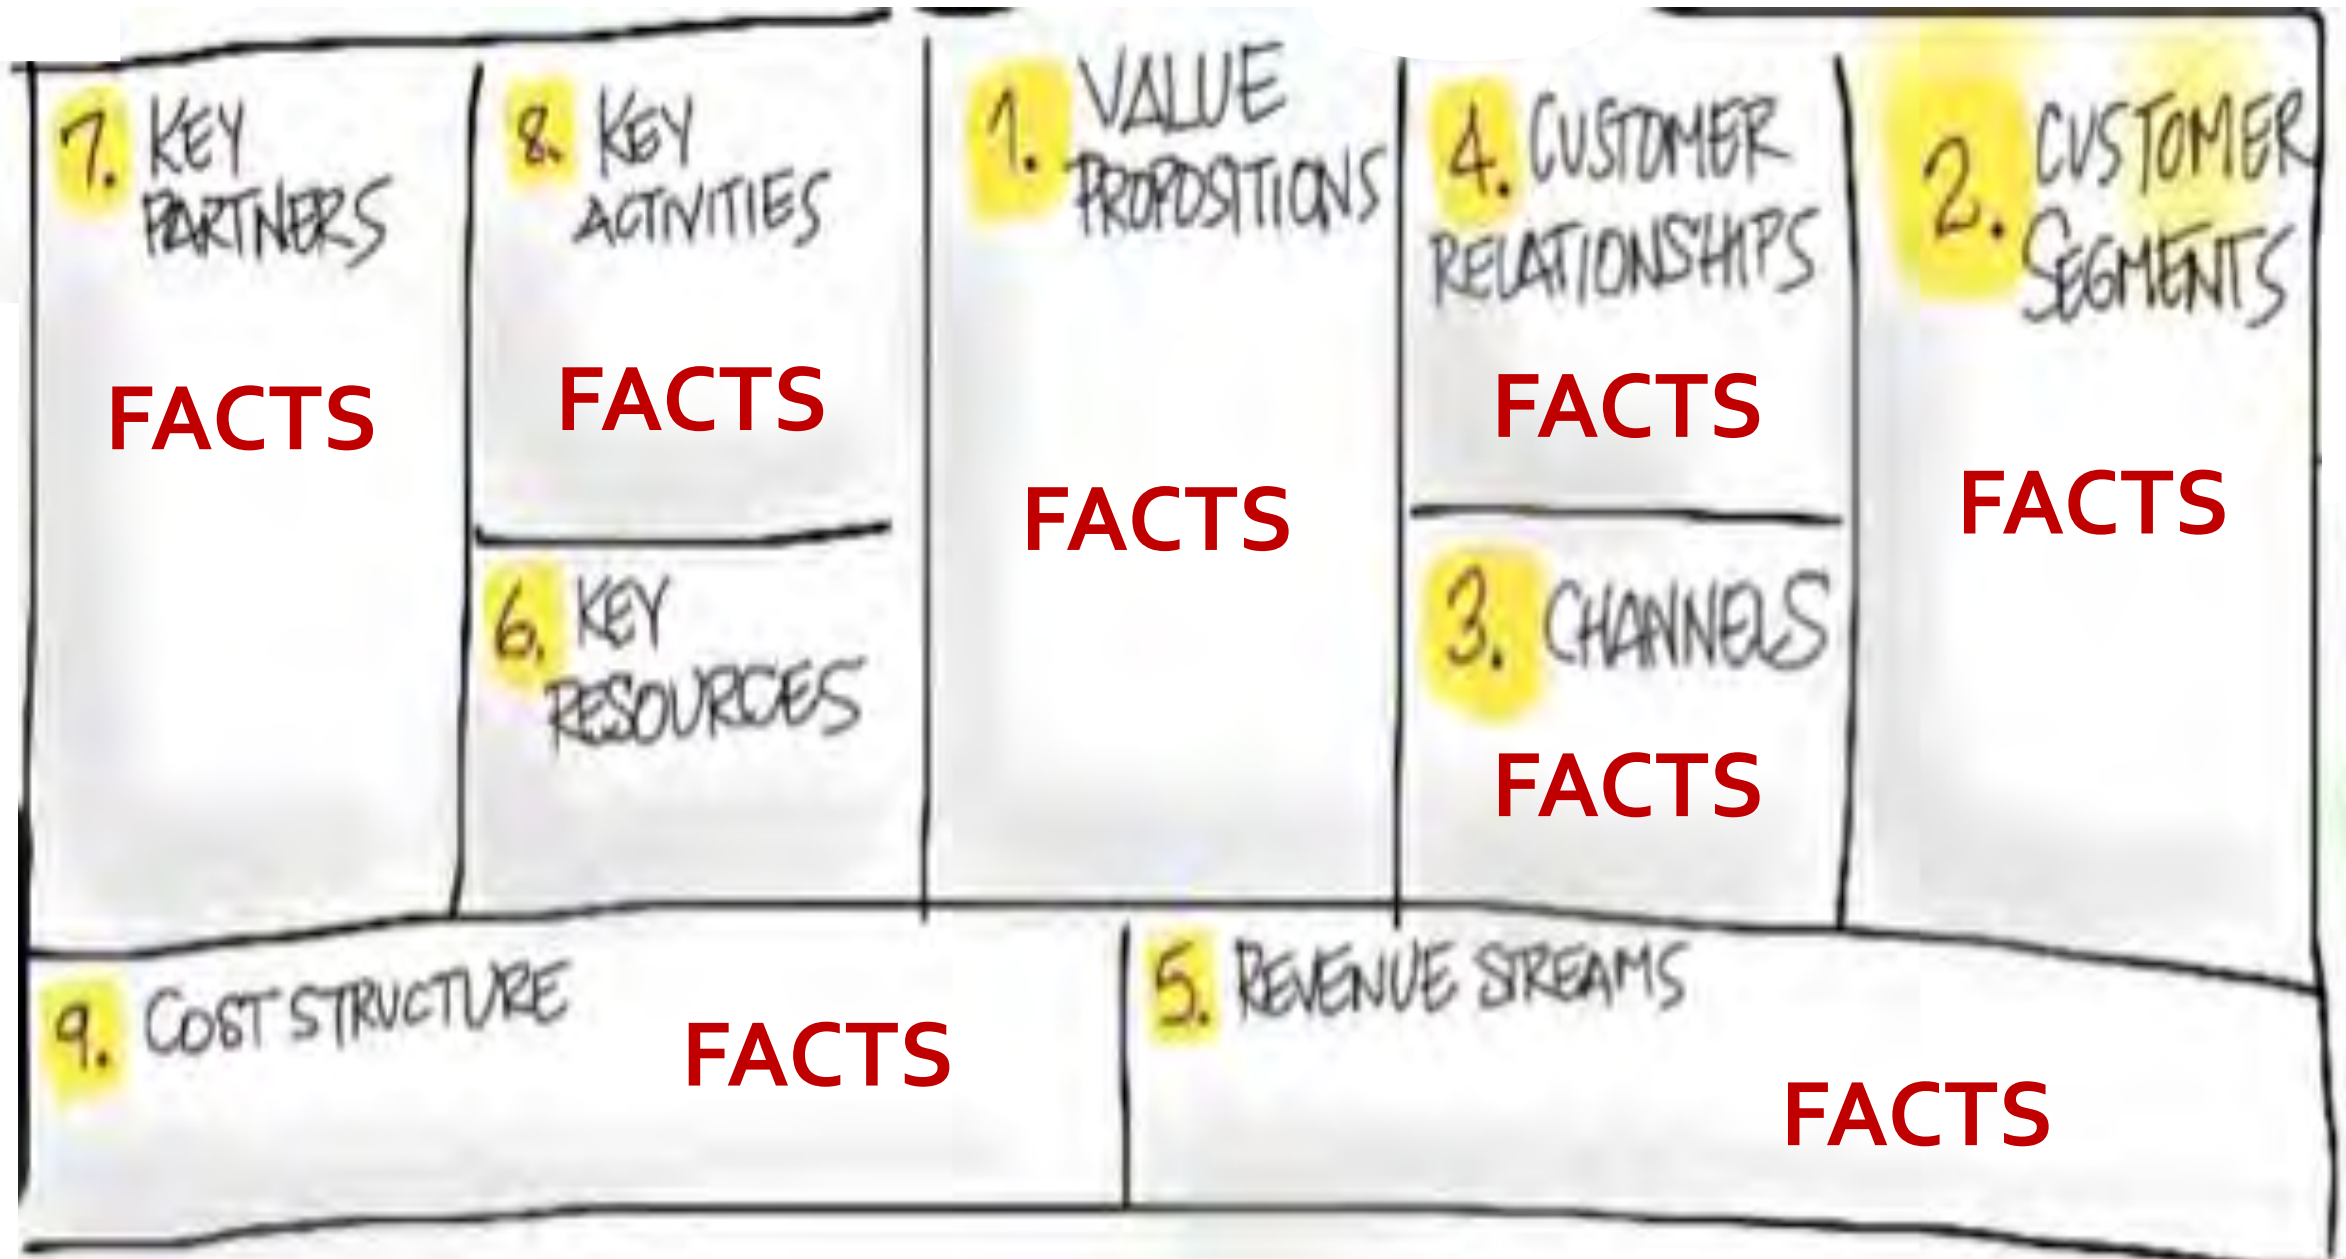 7. KEY
PARTNERS
FACTS
8. KEY
ACTIVITIES
FACTS
6. KEY
RESOURCES
1. VALUE
PROPOSITIONS
FACTS
4. CUSTOMER
RELATIONSHIPS
FACTS
3. CHANNELS
FACTS
2. CUSTOMER
SEGMENTS
FACTS
9. COST STRUCTURE
FACTS
5. REVENUE STREAMS
FACTS